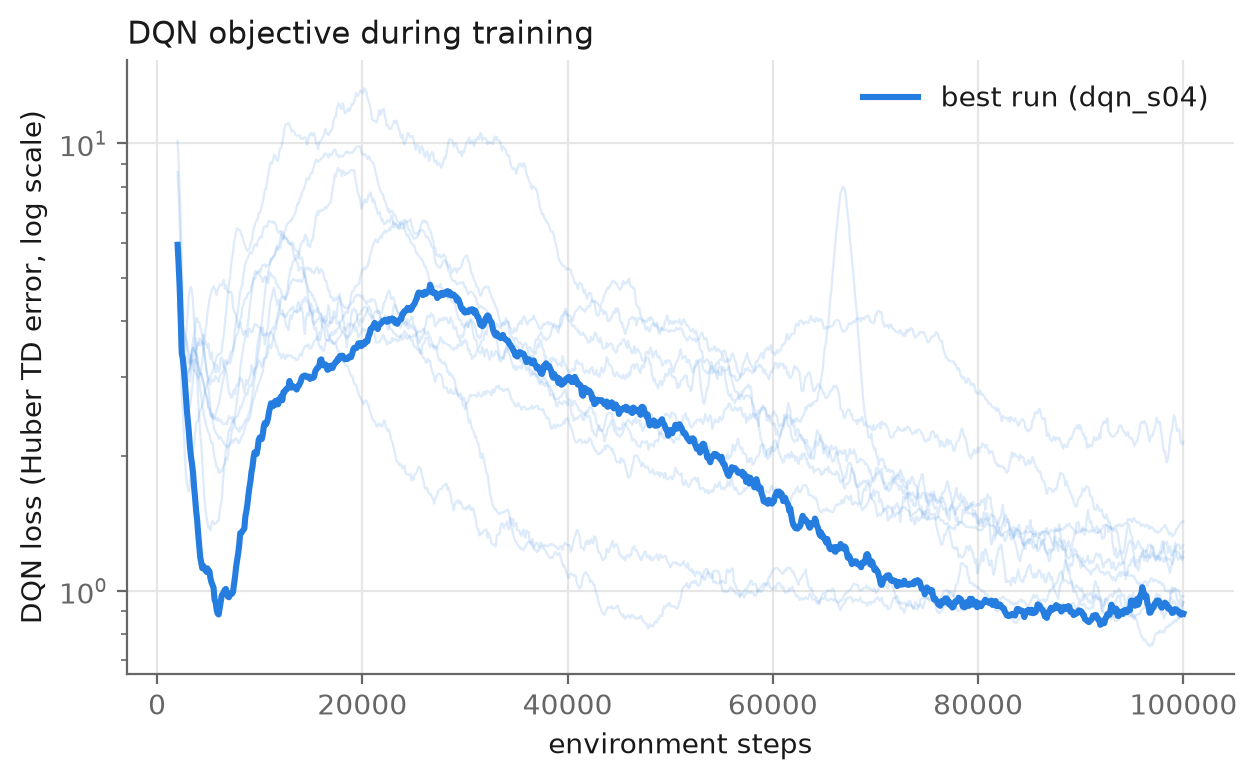 DQN objective during training
best run (dqn_s04)
DQN loss (Huber TD error, log scale)
10¹
10⁰
0 20000 40000 60000 80000 100000
environment steps